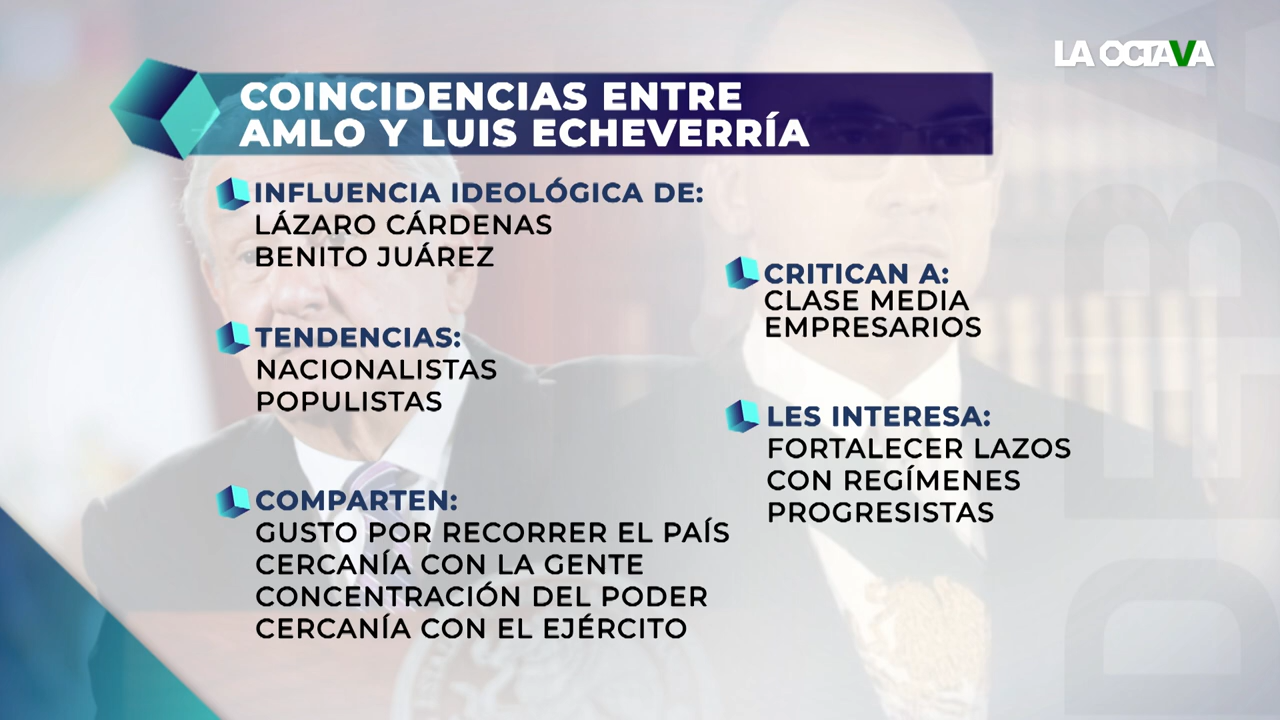 LA OCTAVA
COINCIDENCIAS ENTRE
AMLO Y LUIS ECHEVERRÍA
INFLUENCIA IDEOLÓGICA DE:
LÁZARO CÁRDENAS
BENITO JUÁREZ
TENDENCIAS:
NACIONALISTAS
POPULISTAS
COMPARTEN:
GUSTO POR RECORRER EL PAÍS
CERCANÍA CON LA GENTE
CONCENTRACIÓN DEL PODER
CERCANÍA CON EL EJÉRCITO
CRITICAN A:
CLASE MEDIA
EMPRESARIOS
LES INTERESA:
FORTALECER LAZOS
CON REGÍMENES
PROGRESISTAS